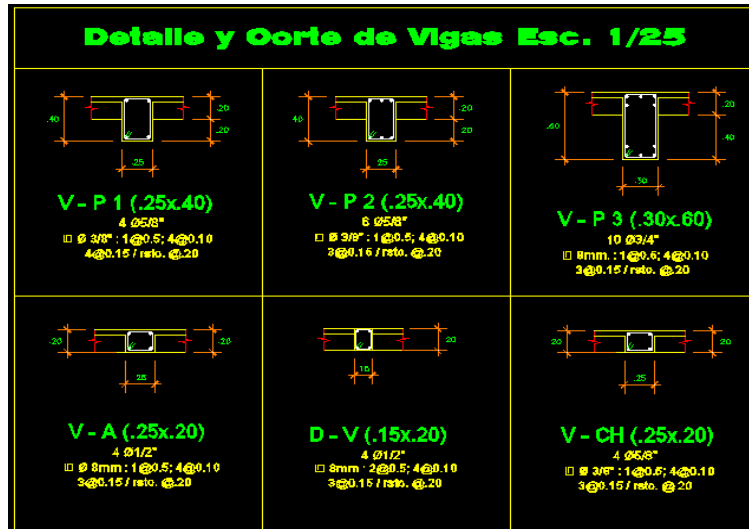 Detalle y Corte de Vigas Esc. 1/25
.40
.20
.20
.25
V - P 1 (.25x.40)
4 Ø5/8"
Ø 3/8" : 1@0.5; 4@0.10
4@0.15 / rsto. @.20
40
.20
20
25
V - P 2 (.25x.40)
6 Ø5/8"
Ø 3/8" : 1@0.5; 4@0.10
3@0.15 / rsto. @.20
.60
.20
.40
.30
V - P 3 (.30x.60)
10 Ø3/4"
8mm. : 1@0.5; 4@0.10
3@0.15 / rsto. @.20
.20
.20
.25
V - A (.25x.20)
4 Ø1/2"
Ø 8mm : 1@0.5; 4@0.10
3@0.15 / rsto. @.20
20
.15
D - V (.15x.20)
4 Ø1/2"
8mm : 2@0.5; 4@0.10
3@0.15 / rsto. @.20
20
20
.25
V - CH (.25x.20)
4 Ø5/8"
Ø 3/8" : 1@0.5; 4@0.10
3@0.15 / rsto. @.20